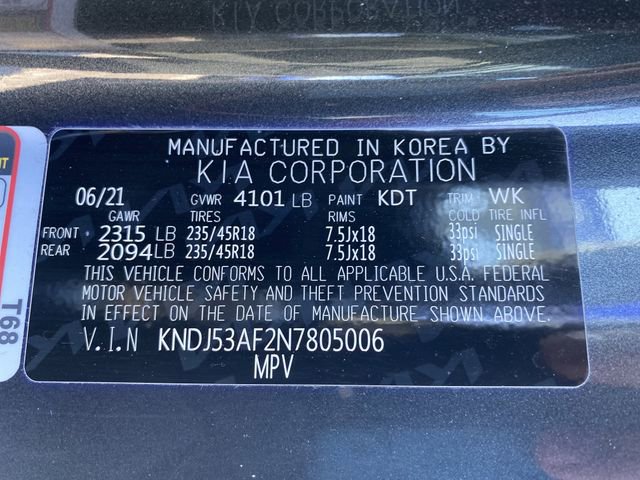 MANUFACTURED IN KOREA BY
KIA CORPORATION
06/21 GVWR 4101 LB PAINT KDT TRIM WK
GAWR TIRES RIMS COLD TIRE INFL
FRONT 2315 LB 235/45R18 7.5Jx18 33psi SINGLE
REAR 2094 LB 235/45R18 7.5Jx18 33psi SINGLE
THIS VEHICLE CONFORMS TO ALL APPLICABLE U.S.A. FEDERAL
MOTOR VEHICLE SAFETY AND THEFT PREVENTION STANDARDS
IN EFFECT ON THE DATE OF MANUFACTURE SHOWN ABOVE.
V.I.N KNDJ53AF2N7805006
MPV
T68